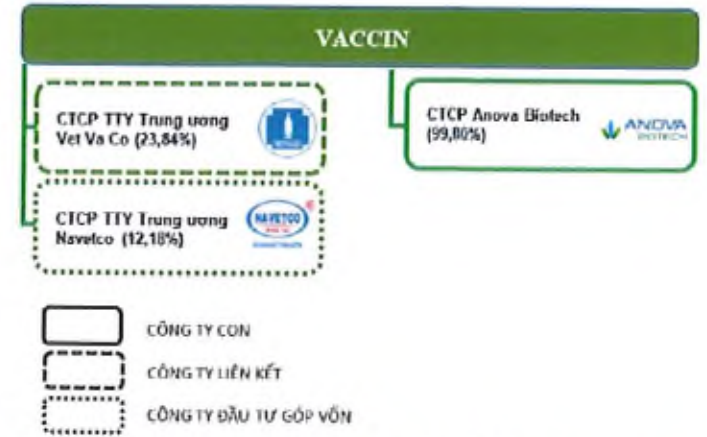 VACCIN
CTCP TTY Trung ương
Vet Va Co (23,84%)
CTCP Anova Biotech
(99,80%)
ANOVA
BIOTECH
CTCP TTY Trung ương
Navetco (12,18%)
NAVETCO
CÔNG TY CON
CÔNG TY LIÊN KẾT
CÔNG TY ĐẦU TƯ GÓP VỐN